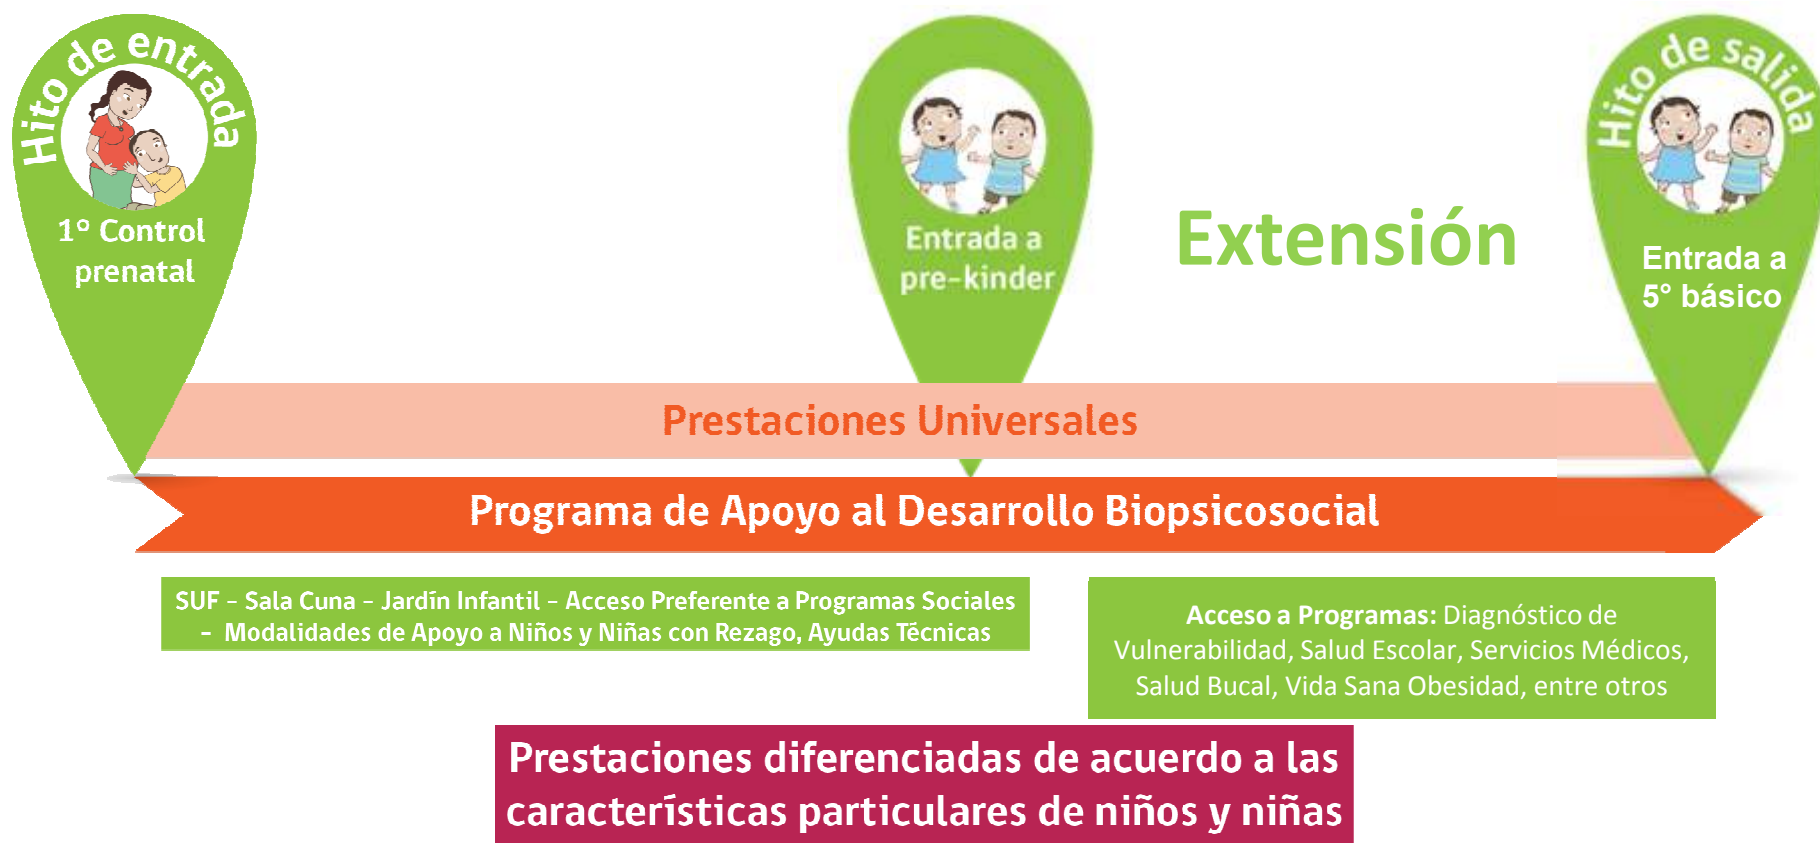 Hito de entrada
1° Control
prenatal
Entrada a
pre-kinder
Extensión
Hito de salida
Entrada a
5° básico
Prestaciones Universales
Programa de Apoyo al Desarrollo Biopsicosocial
SUF - Sala Cuna - Jardín Infantil - Acceso Preferente a Programas Sociales
- Modalidades de Apoyo a Niños y Niñas con Rezago, Ayudas Técnicas
Acceso a Programas: Diagnóstico de
Vulnerabilidad, Salud Escolar, Servicios Médicos,
Salud Bucal, Vida Sana Obesidad, entre otros
Prestaciones diferenciadas de acuerdo a las
características particulares de niños y niñas